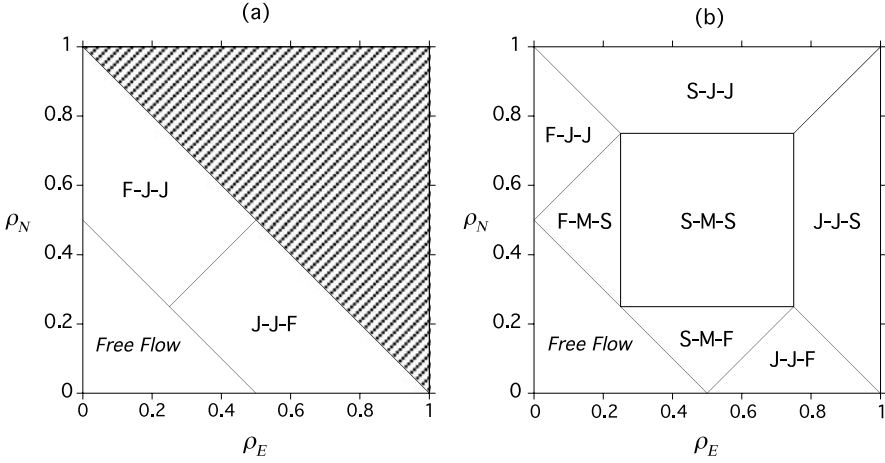 (a)
1
0.8
0.6
0.4
0.2
0
ρN
F-J-J
J-J-F
Free Flow
0 0.2 0.4 0.6 0.8 1
ρE
(b)
1
0.8
0.6
0.4
0.2
0
ρN
S-J-J
F-J-J
F-M-S S-M-S J-J-S
S-M-F
Free Flow
J-J-F
0 0.2 0.4 0.6 0.8 1
ρE